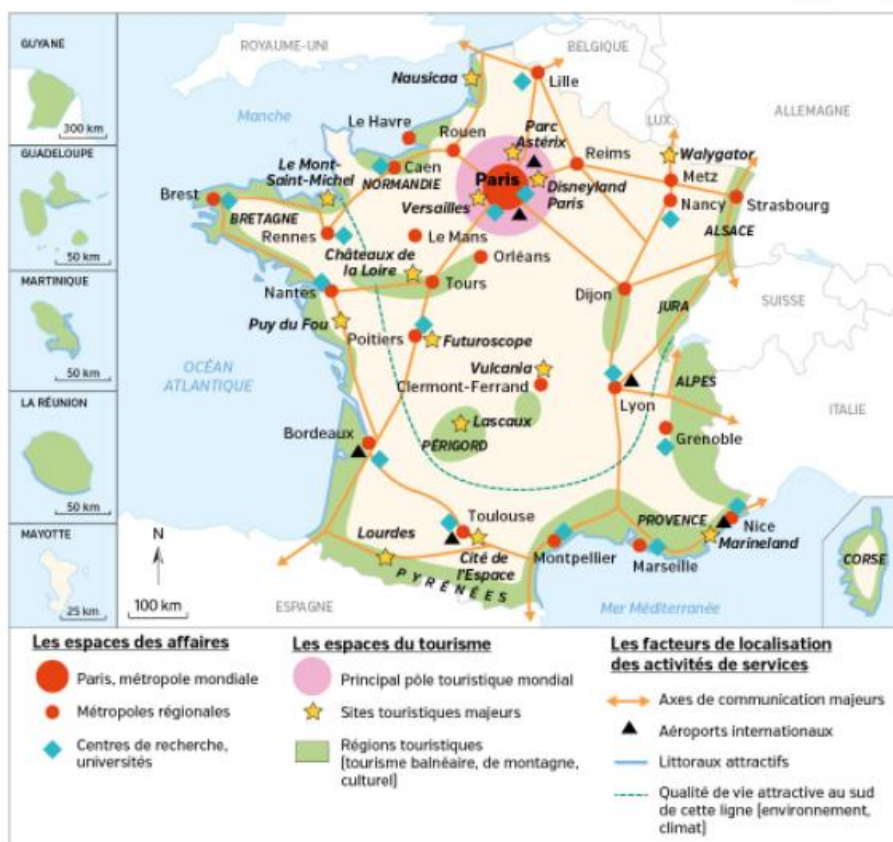 GUYANE
300 km
GUADELOUPE
50 km
MARTINIQUE
50 km
LA RÉUNION
50 km
MAYOTTE
25 km
ROYAUME-UNI
BELGIQUE
Nausicaa
Lille
ALLEMAGNE
Manche
Le Havre
LUX.
Rouen
Parc
Astérix
Reims
Walygator
Metz
Le Mont-
Saint-Michel
Caen
NORMANDIE
Paris
Disneyland
Paris
Nancy
Strasbourg
Brest
BRETAGNE
Versailles
ALSACE
Rennes
Le Mans
Orléans
Châteaux de
la Loire
Nantes
Tours
Dijon
JURA
SUISSE
Puy du Fou
Poitiers
Futuroscope
OCÉAN
ATLANTIQUE
Vulcania
Clermont-Ferrand
Lyon
ALPES
ITALIE
Lascaux
PÉRIGORD
Bordeaux
Grenoble
Toulouse
PROVENCE
Nice
Lourdes
Cité de
l'Espace
Montpellier
Marseille
Marineland
CORSE
N
PYRÉNÉES
100 km
ESPAGNE
Mer Méditerranée
Les espaces des affaires
Paris, métropole mondiale
Métropoles régionales
Centres de recherche,
universités
Les espaces du tourisme
Principal pôle touristique mondial
Sites touristiques majeurs
Régions touristiques
(tourisme balnéaire, de montagne,
culturel)
Les facteurs de localisation
des activités de services
Axes de communication majeurs
Aéroports internationaux
Littoraux attractifs
Qualité de vie attractive au sud
de cette ligne (environnement,
climat)